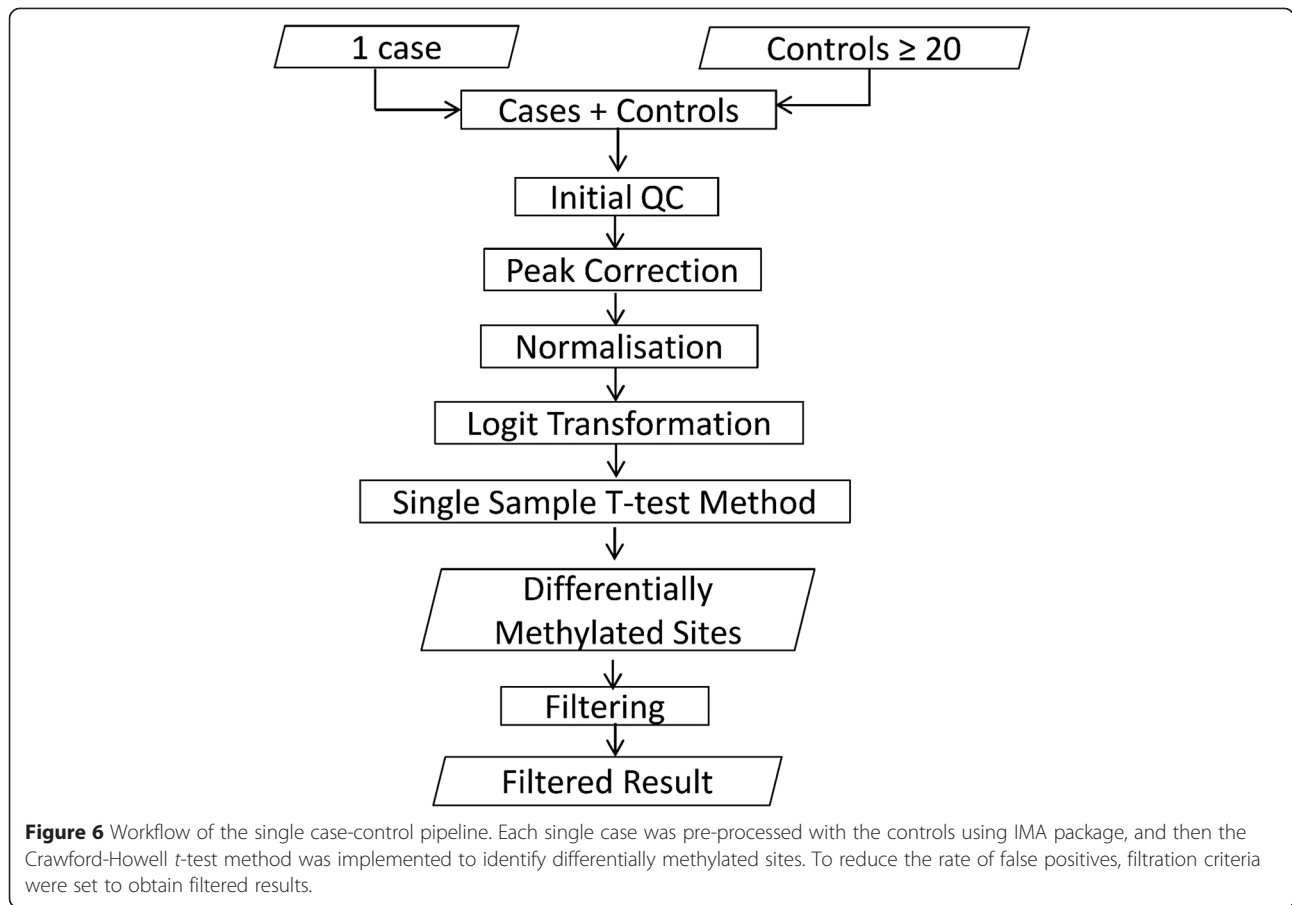 1 case
Controls ≥ 20
Cases + Controls
Initial QC
Peak Correction
Normalisation
Logit Transformation
Single Sample T-test Method
Differentially
Methylated Sites
Filtering
Filtered Result
Figure 6 Workflow of the single case-control pipeline. Each single case was pre-processed with the controls using IMA package, and then the
Crawford-Howell t-test method was implemented to identify differentially methylated sites. To reduce the rate of false positives, filtration criteria
were set to obtain filtered results.